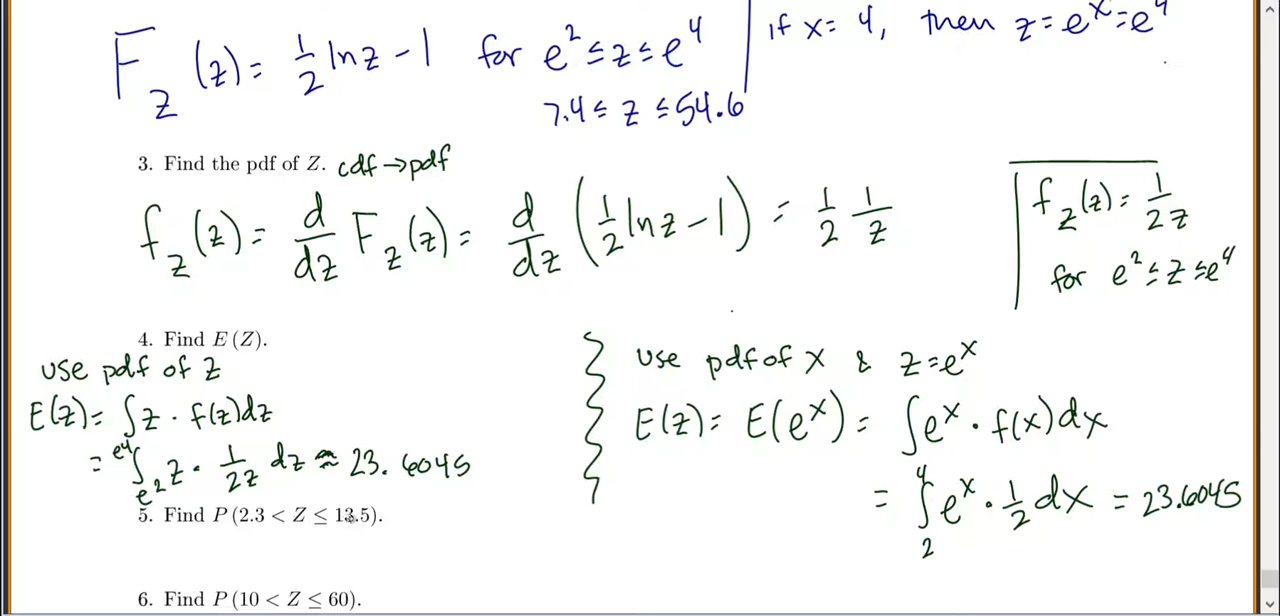 F_Z (z) = 1/2 ln z - 1 for e^2 ≤ z ≤ e^4
7.4 ≤ z ≤ 54.6
if x = 4, then z = e^x = e^4
3. Find the pdf of Z. cdf → pdf
f_Z (z) = d/dz F_Z (z) = d/dz (1/2 ln z - 1) = 1/2 1/z
f_Z (z) = 1/2z
for e^2 ≤ z ≤ e^4
4. Find E (Z).
use pdf of Z
E(z) = ∫ z · f(z) dz
= ∫_{e^2}^{e^4} z · 1/2z dz ≈ 23.6045
use pdf of X & z = e^x
E(z) = E(e^x) = ∫ e^x · f(x) dx
= ∫_2^4 e^x · 1/2 dx = 23.6045
5. Find P (2.3 < Z ≤ 13.5).
6. Find P (10 < Z ≤ 60).